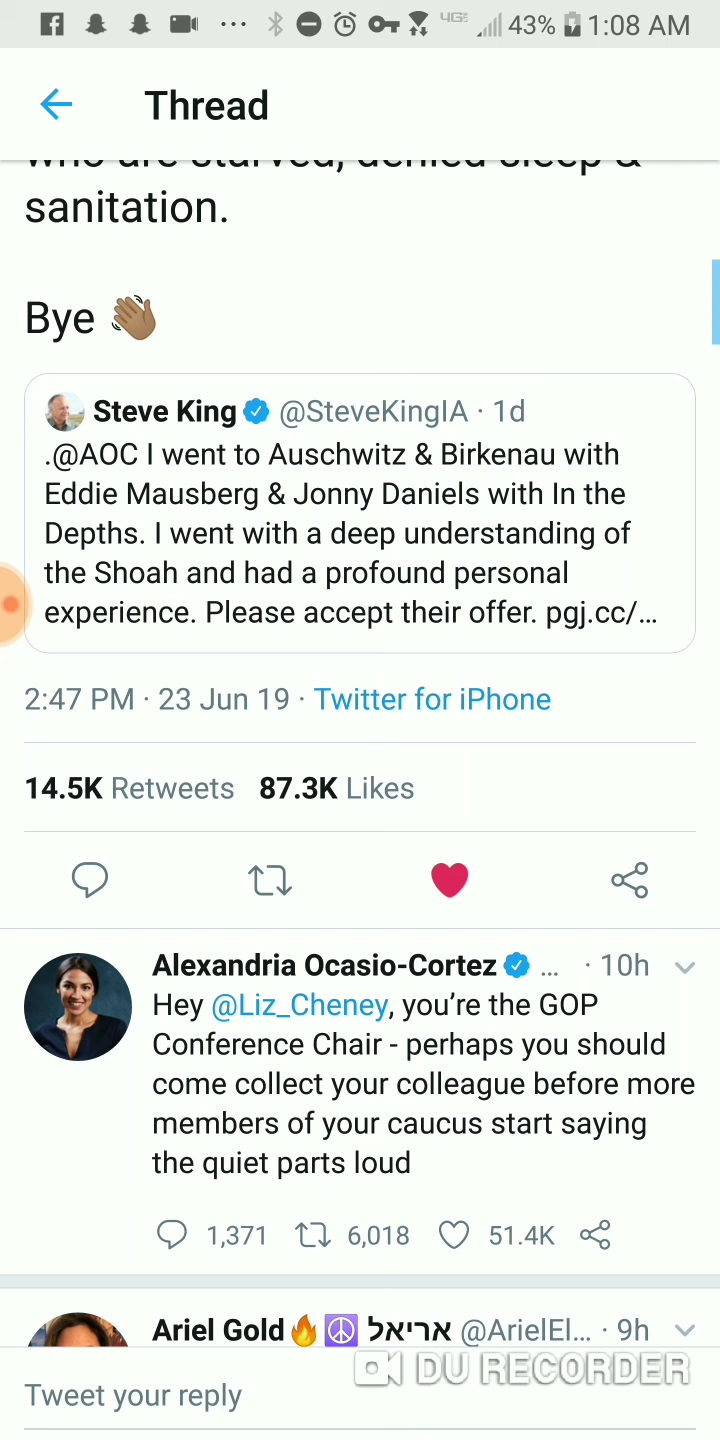 43% 1:08 AM
Thread
who are starved, denied sleep &
sanitation.
Bye 👋🏽
Steve King @SteveKingIA · 1d
.@AOC I went to Auschwitz & Birkenau with
Eddie Mausberg & Jonny Daniels with In the
Depths. I went with a deep understanding of
the Shoah and had a profound personal
experience. Please accept their offer. pgj.cc/…
2:47 PM · 23 Jun 19 · Twitter for iPhone
14.5K Retweets 87.3K Likes
Alexandria Ocasio-Cortez ... · 10h
Hey @Liz_Cheney, you’re the GOP
Conference Chair - perhaps you should
come collect your colleague before more
members of your caucus start saying
the quiet parts loud
1,371 6,018 51.4K
Ariel Gold🔥☮️ אריאל @ArielEl... · 9h
DU RECORDER
Tweet your reply